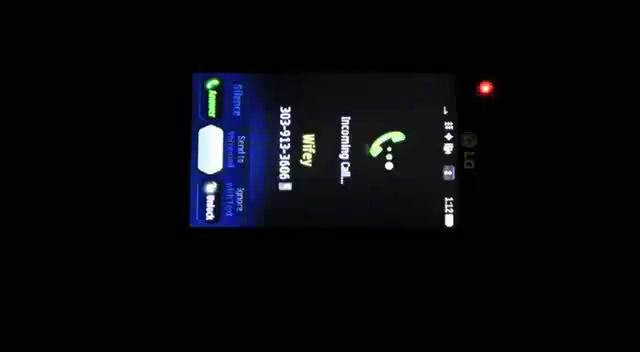 LG
1:12
Incoming Call...
Wifey
303-913-3606
Silence
Send to
Voicemail
Ignore
with Text
Answer
Unlock